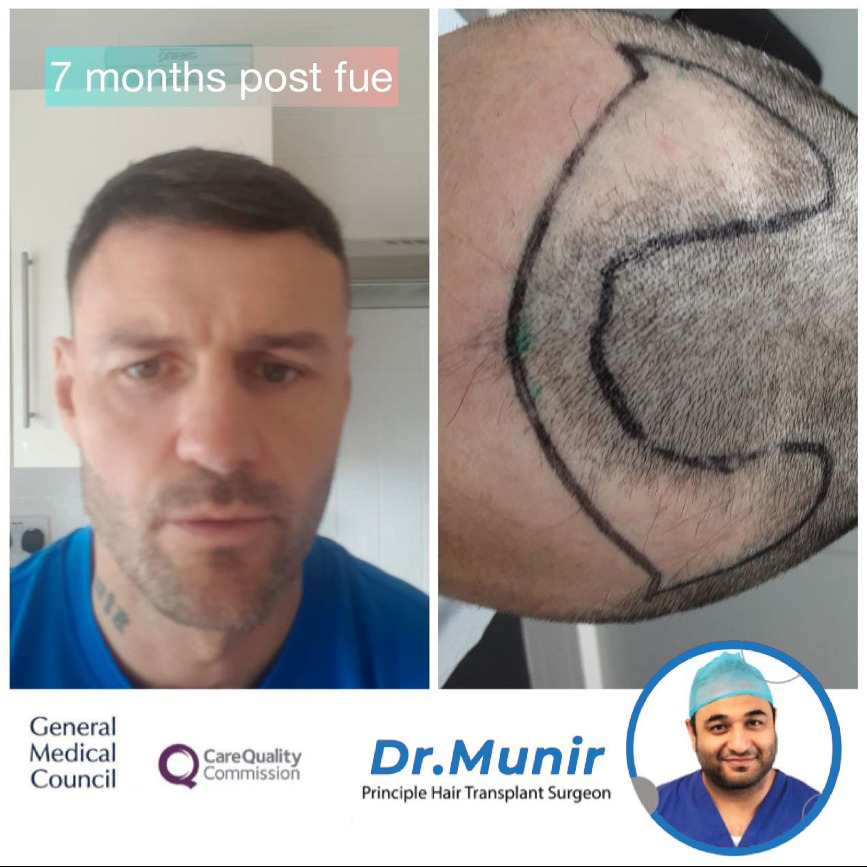 7 months post fue
General
Medical
Council
CareQuality
Commission
Dr.Munir
Principle Hair Transplant Surgeon